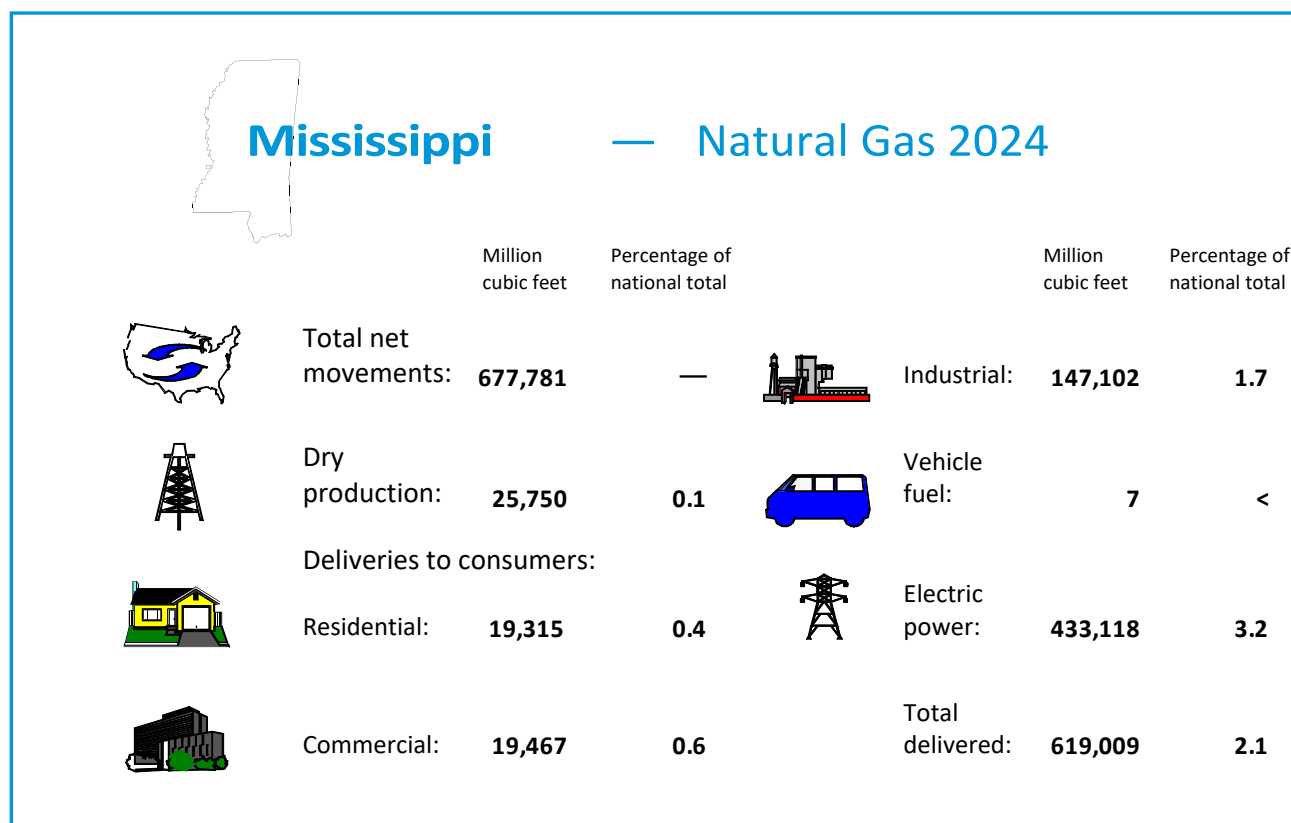 Mississippi — Natural Gas 2024
Million cubic feet
Percentage of national total
Million cubic feet
Percentage of national total
Total net movements: 677,781 —
Industrial: 147,102 1.7
Dry production: 25,750 0.1
Vehicle fuel: 7 <
Deliveries to consumers:
Residential: 19,315 0.4
Electric power: 433,118 3.2
Commercial: 19,467 0.6
Total delivered: 619,009 2.1